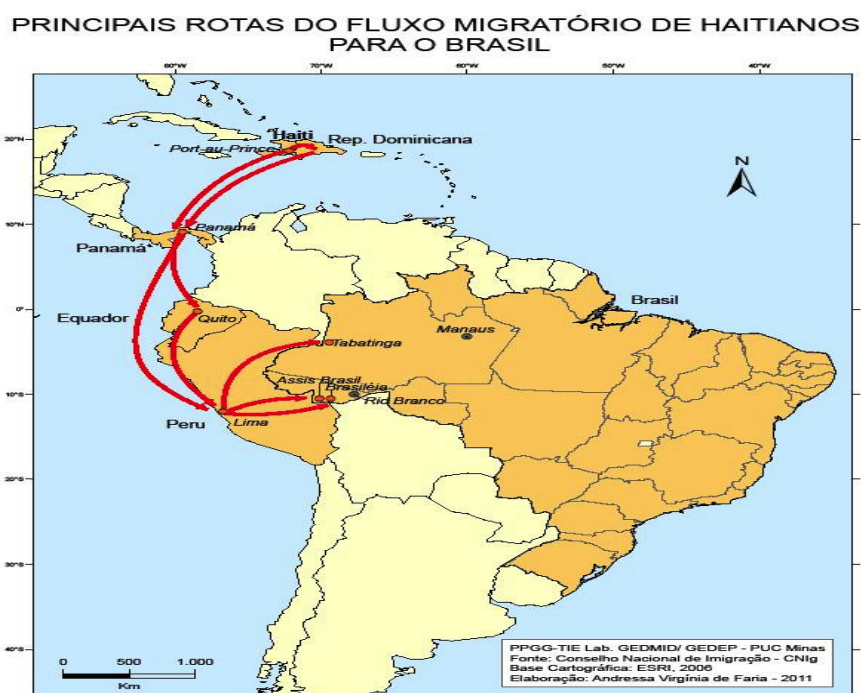 PRINCIPAIS ROTAS DO FLUXO MIGRATÓRIO DE HAITIANOS
PARA O BRASIL
80°W 70°W 60°W 50°W 40°W
Haiti
Rep. Dominicana
Port-au-Prince
20°N
N
10°N
Panamá
Panamá
Equador
0°
Quito
Brasil
Manaus
Tabatinga
Assis Brasil
Brasiléia
10°S
Rio Branco
Peru
Lima
20°S
30°S
40°S
0 500 1.000
Km
PPGG-TIE Lab. GEDMID/ GEDEP - PUC Minas
Fonte: Conselho Nacional de Imigração - CNIg
Base Cartográfica: ESRI, 2006
Elaboração: Andressa Virgínia de Faria - 2011